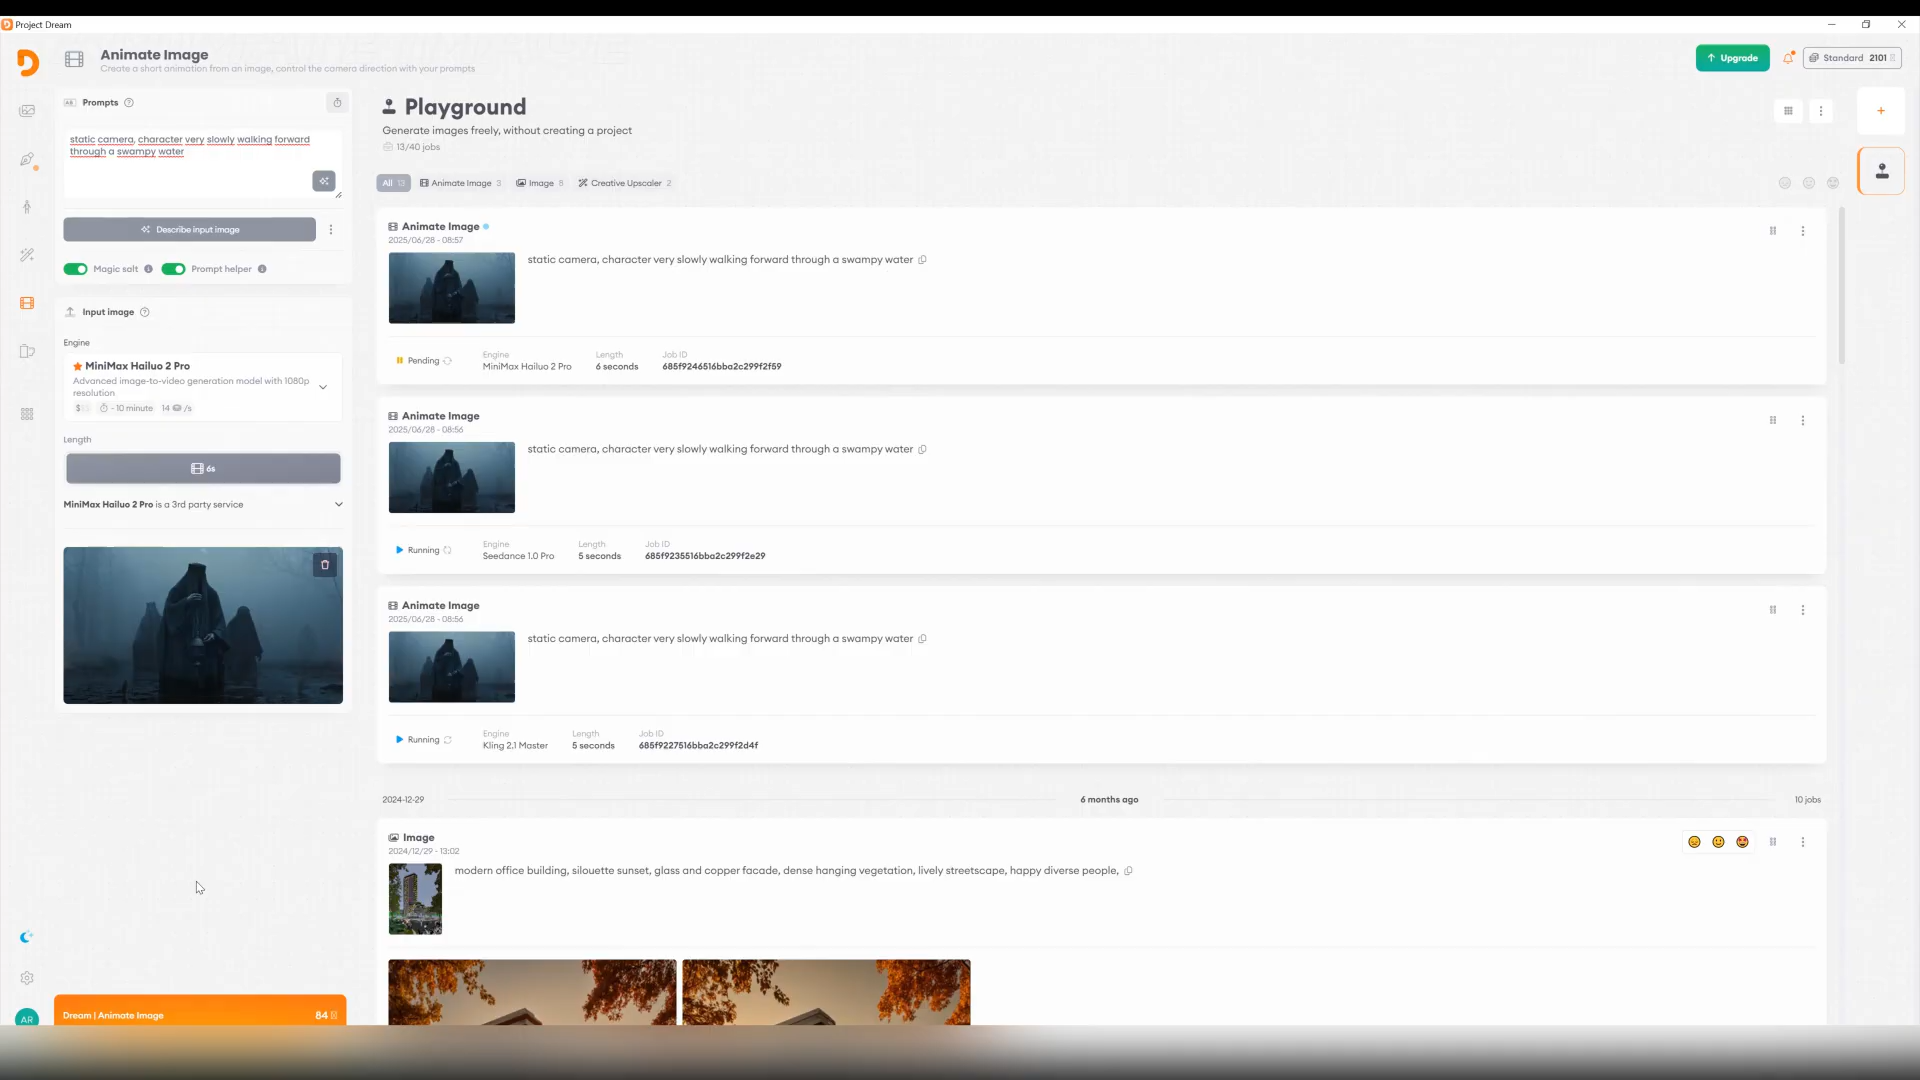 Project Dream
Animate Image
Create a short animation from an image, control the camera direction with your prompts
Upgrade
Standard 2101
Prompts
static camera, character very slowly walking forward
through a swampy water
Describe input image
Magic salt
Prompt helper
Input image
Engine
MiniMax Hailuo 2 Pro
Advanced image-to-video generation model with 1080p
resolution
$$$ ~ 10 minute 14 /s
Length
6s
MiniMax Hailuo 2 Pro is a 3rd party service
AR
Dream | Animate Image 84
Playground
Generate images freely, without creating a project
13/40 jobs
All 13 Animate Image 3 Image 8 Creative Upscaler 2
Animate Image
2025/06/28 - 08:57
static camera, character very slowly walking forward through a swampy water
Pending
Engine Length Job ID
MiniMax Hailuo 2 Pro 6 seconds 685f9246516bba2c299f2f59
Animate Image
2025/06/28 - 08:56
static camera, character very slowly walking forward through a swampy water
Running
Engine Length Job ID
Seedance 1.0 Pro 5 seconds 685f9235516bba2c299f2e29
Animate Image
2025/06/28 - 08:56
static camera, character very slowly walking forward through a swampy water
Running
Engine Length Job ID
Kling 2.1 Master 5 seconds 685f9227516bba2c299f2d4f
2024-12-29 6 months ago 10 jobs
Image
2024/12/29 - 13:02
modern office building, silouette sunset, glass and copper facade, dense hanging vegetation, lively streetscape, happy diverse people,